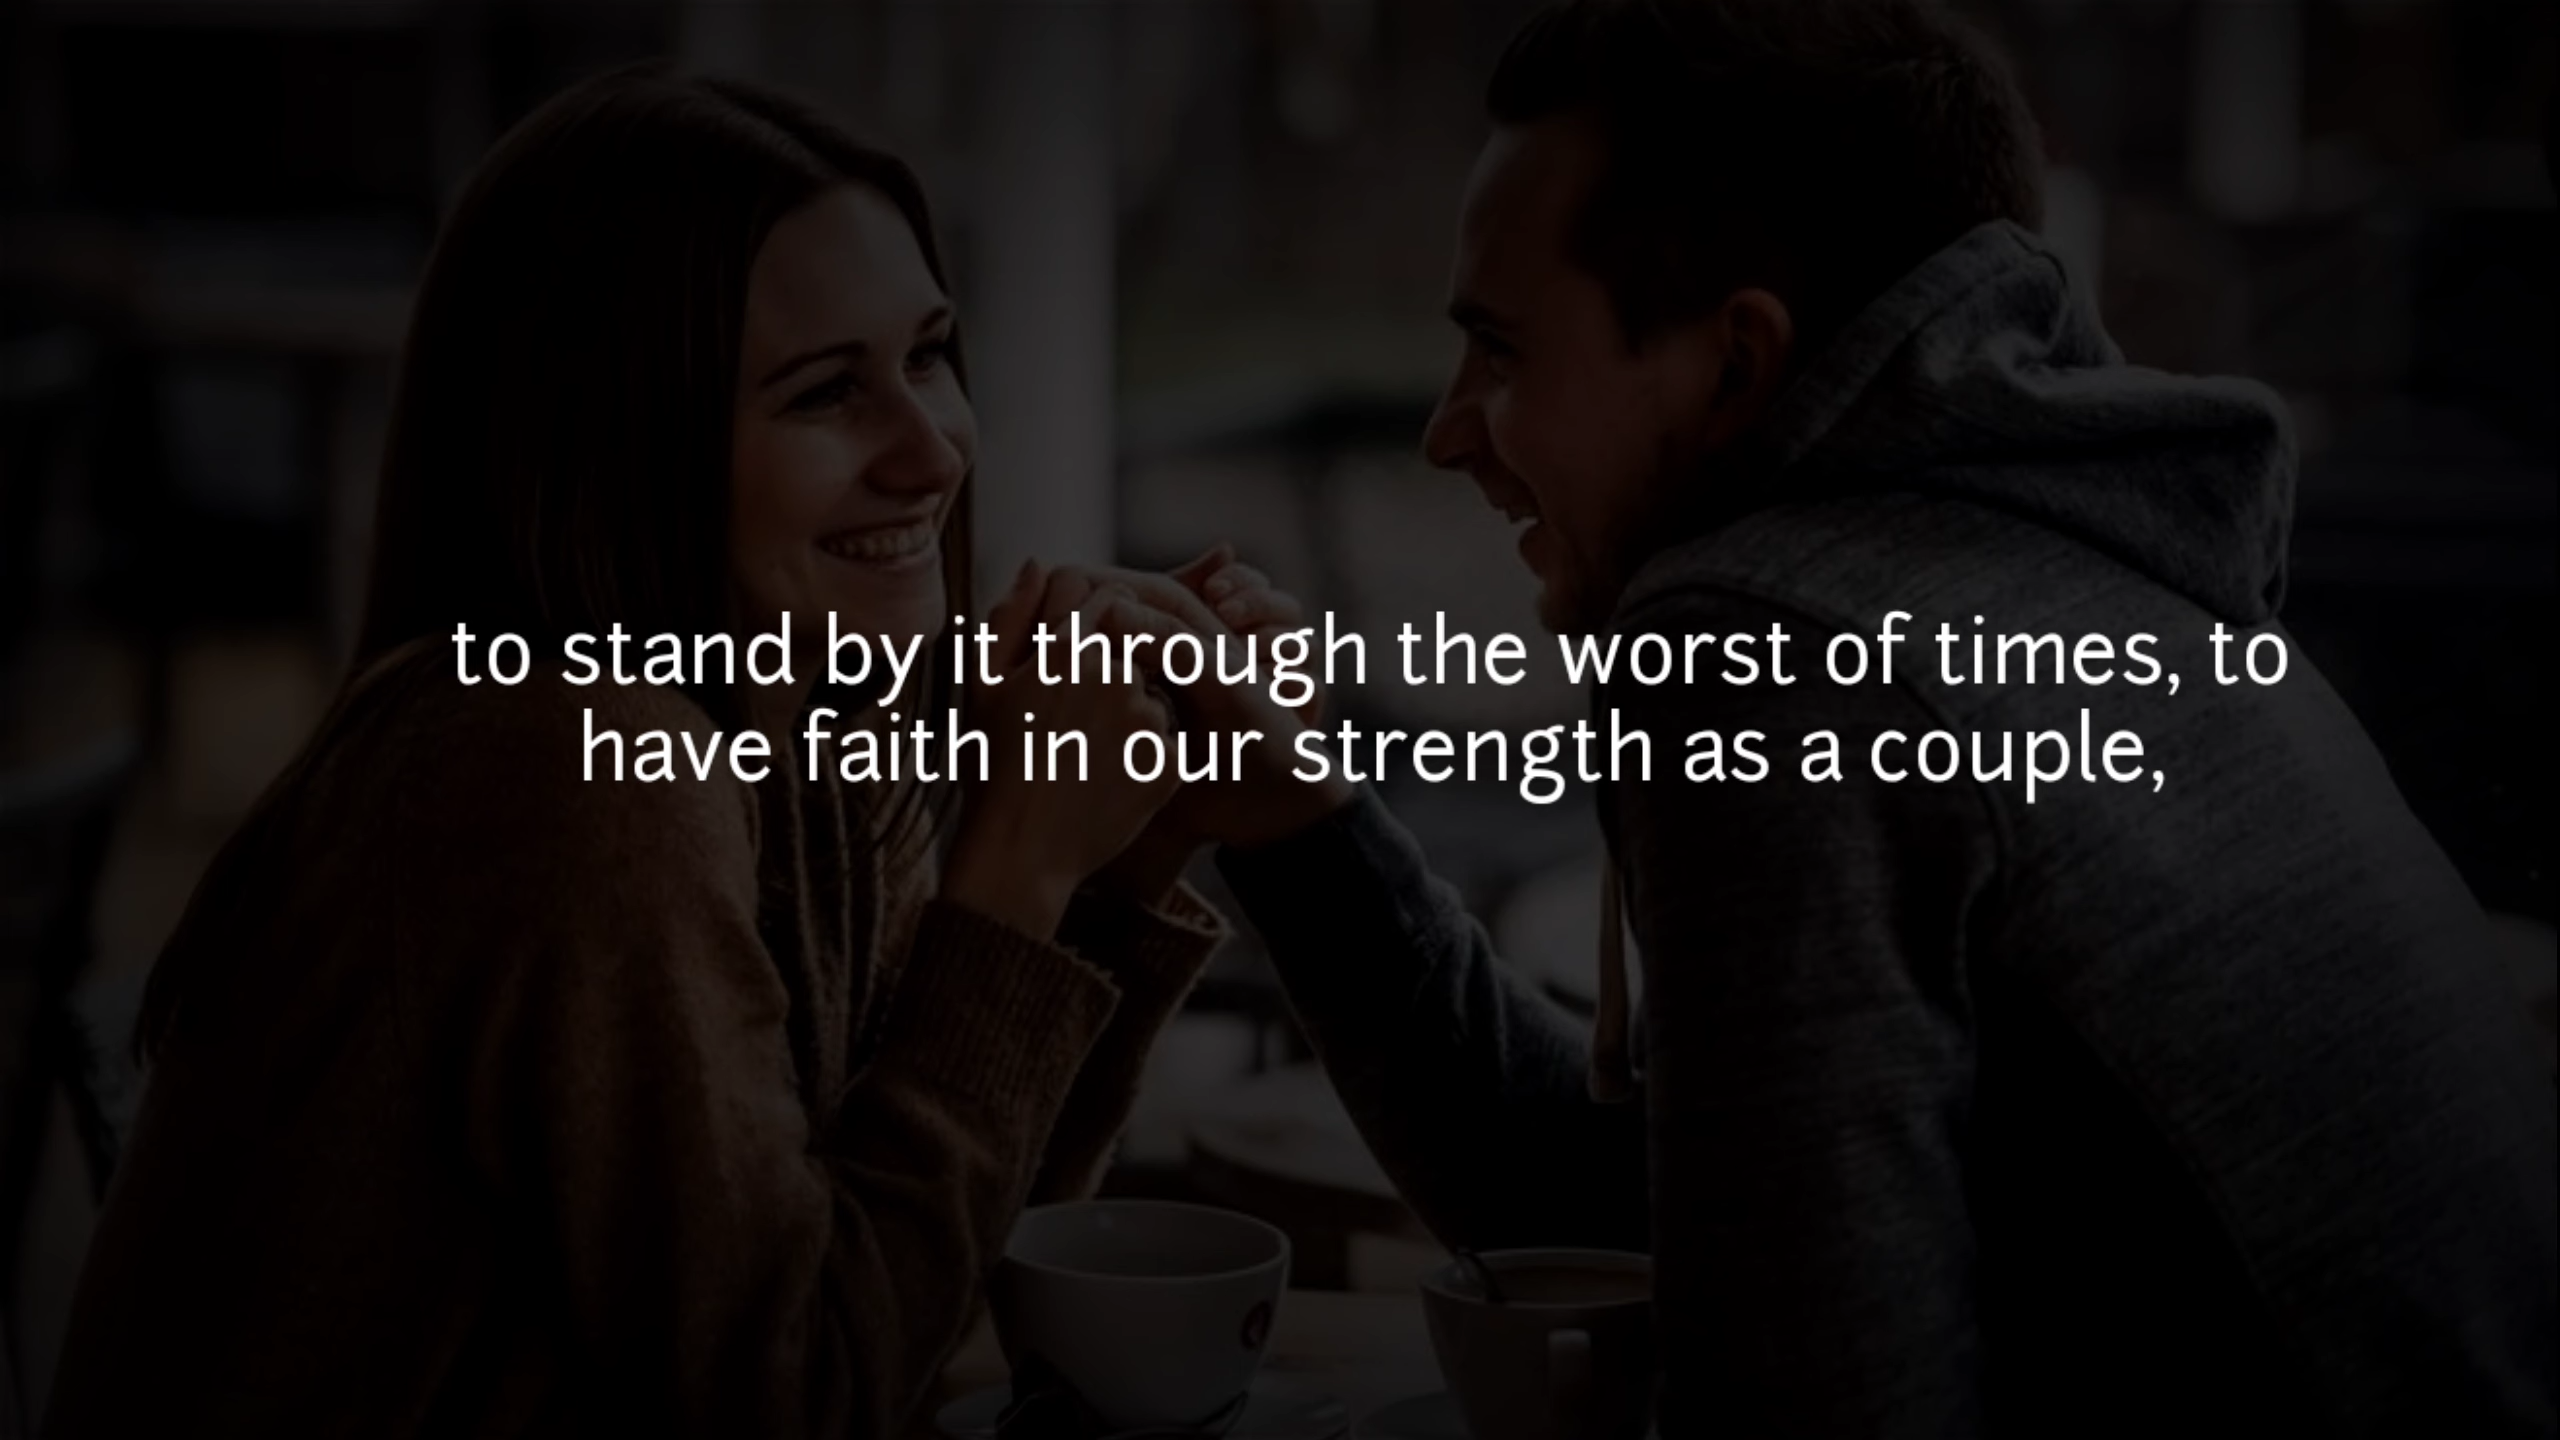 to stand by it through the worst of times, to
have faith in our strength as a couple,